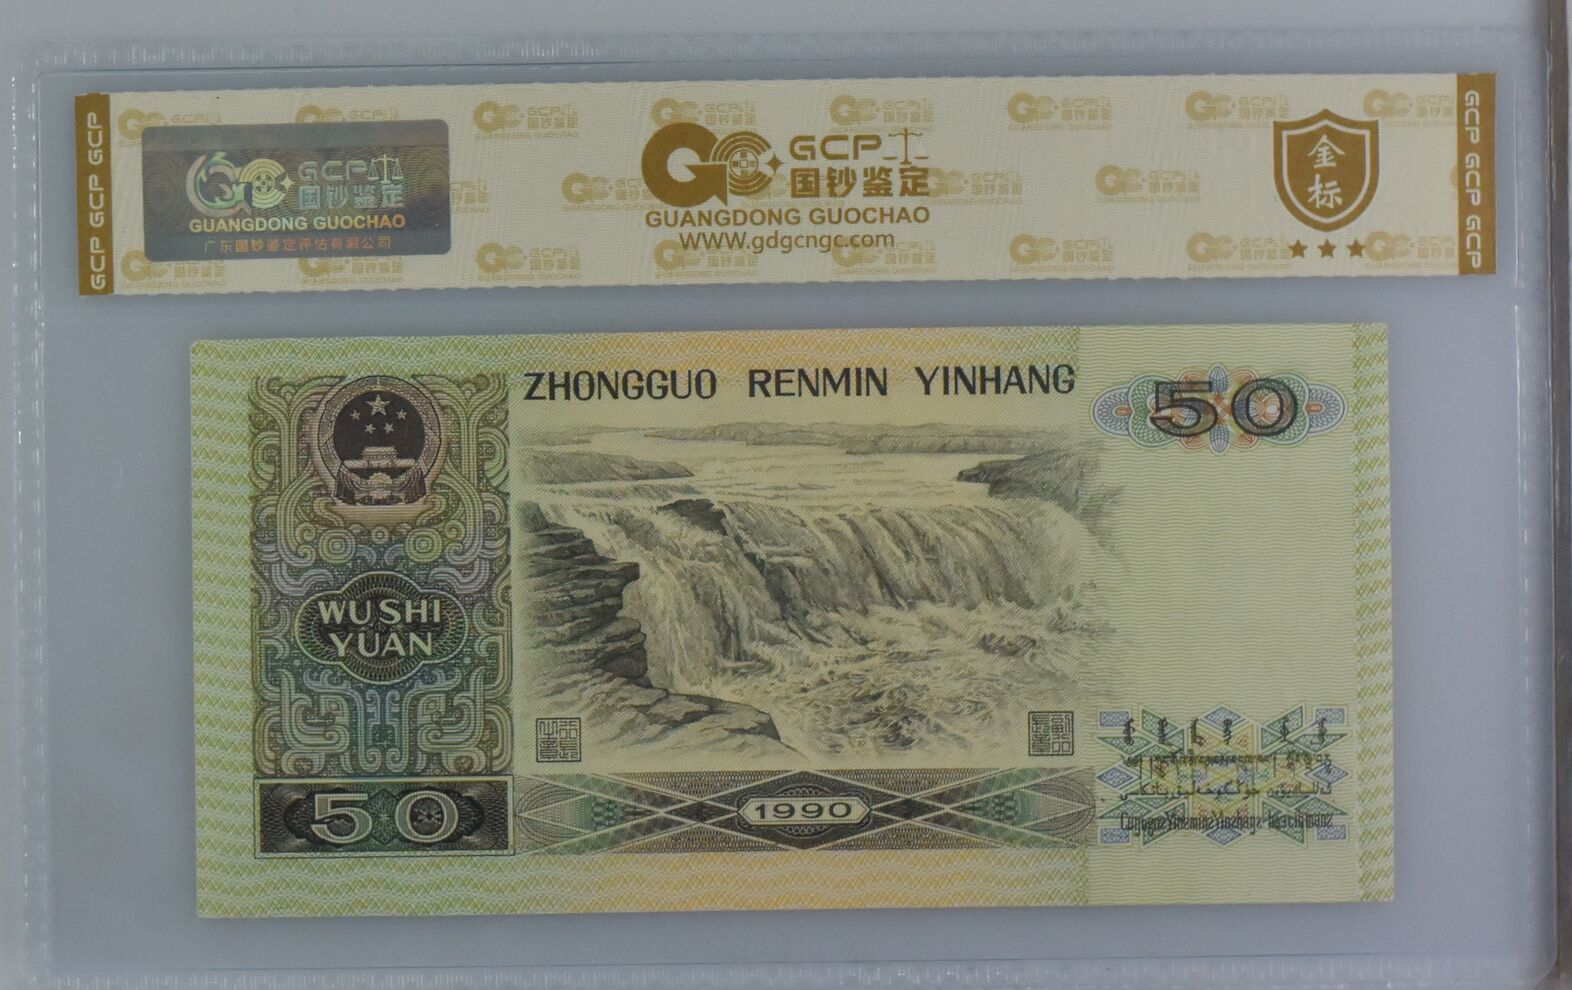 GCP GCP GCP
GCP
国钞鉴定
GUANGDONG GUOCHAO
广东国钞鉴定评估有限公司
GCP
国钞鉴定
GUANGDONG GUOCHAO
WWW.gdgcngc.com
金标
GCP GCP GCP
ZHONGGUO RENMIN YINHANG
50
WU SHI
YUAN
50
1990